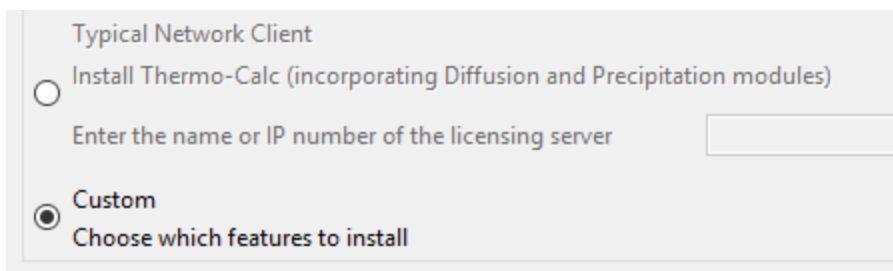 Typical Network Client
Install Thermo-Calc (incorporating Diffusion and Precipitation modules)
Enter the name or IP number of the licensing server
Custom
Choose which features to install